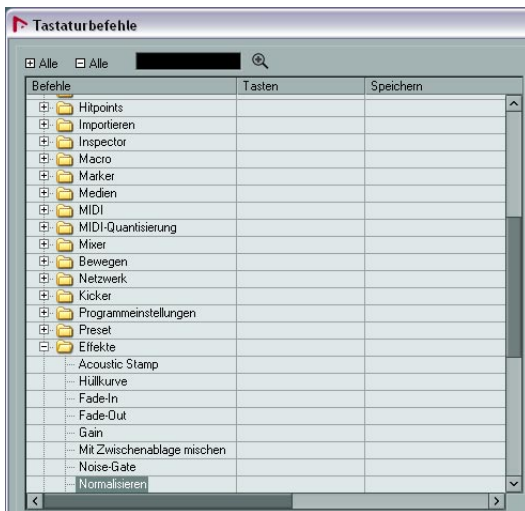 Tastaturbefehle
Alle Alle
Befehle Tasten Speichern
Hitpoints
Importieren
Inspector
Macro
Marker
Medien
MIDI
MIDI-Quantisierung
Mixer
Bewegen
Netzwerk
Kicker
Programmeinstellungen
Preset
Effekte
Acoustic Stamp
Hüllkurve
Fade-In
Fade-Out
Gain
Mit Zwischenablage mischen
Noise-Gate
Normalisieren